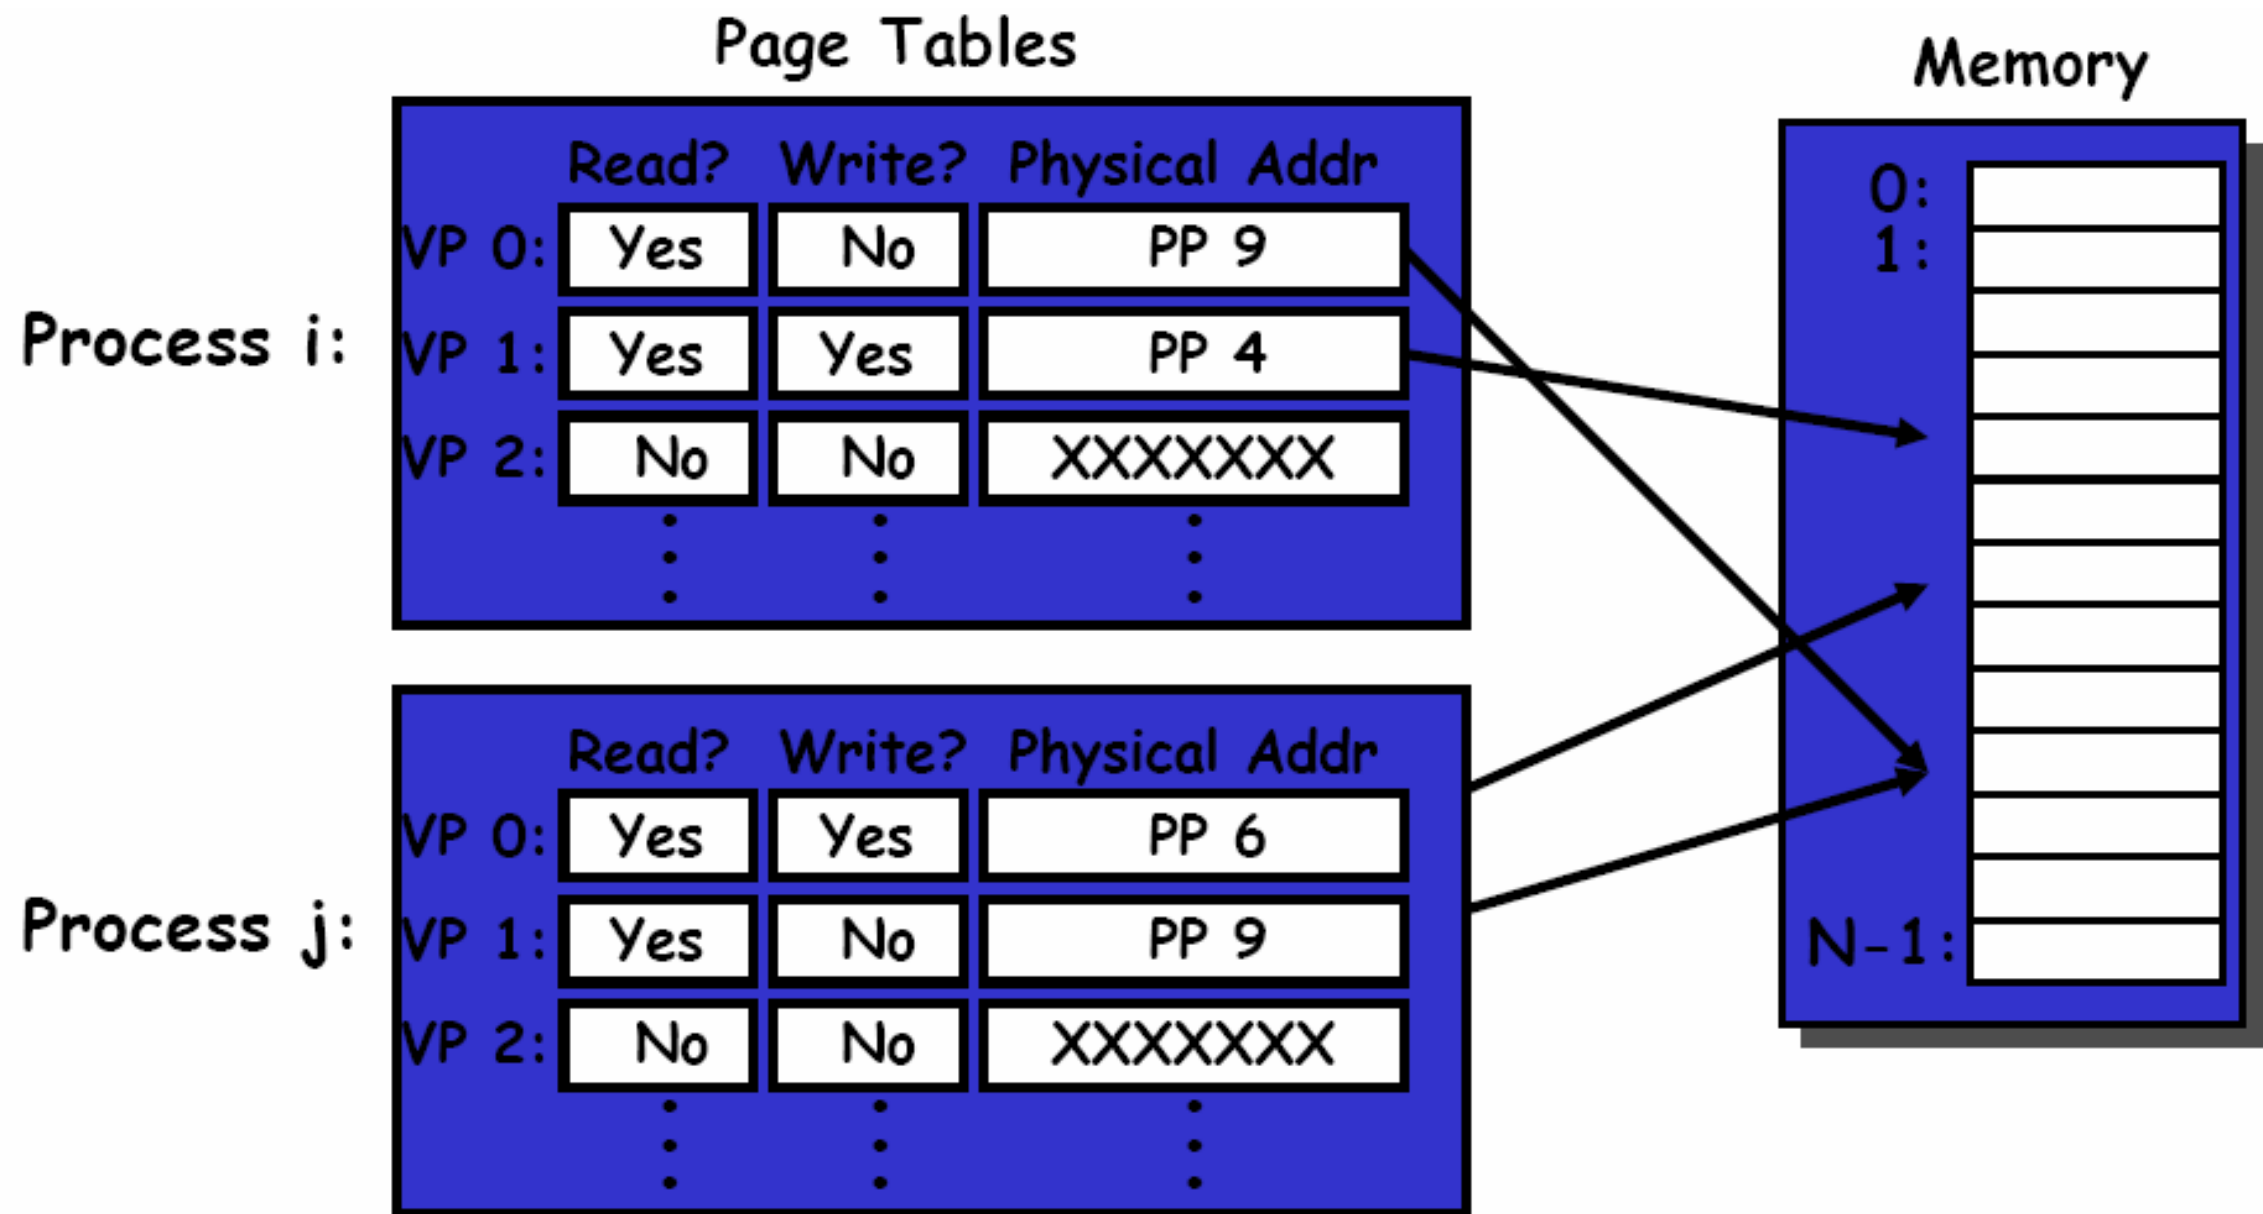 Page Tables
Memory
Process i:
Read? Write? Physical Addr
VP 0: Yes No PP 9
VP 1: Yes Yes PP 4
VP 2: No No XXXXXXX
Process j:
Read? Write? Physical Addr
VP 0: Yes Yes PP 6
VP 1: Yes No PP 9
VP 2: No No XXXXXXX
0:
1:
N-1: